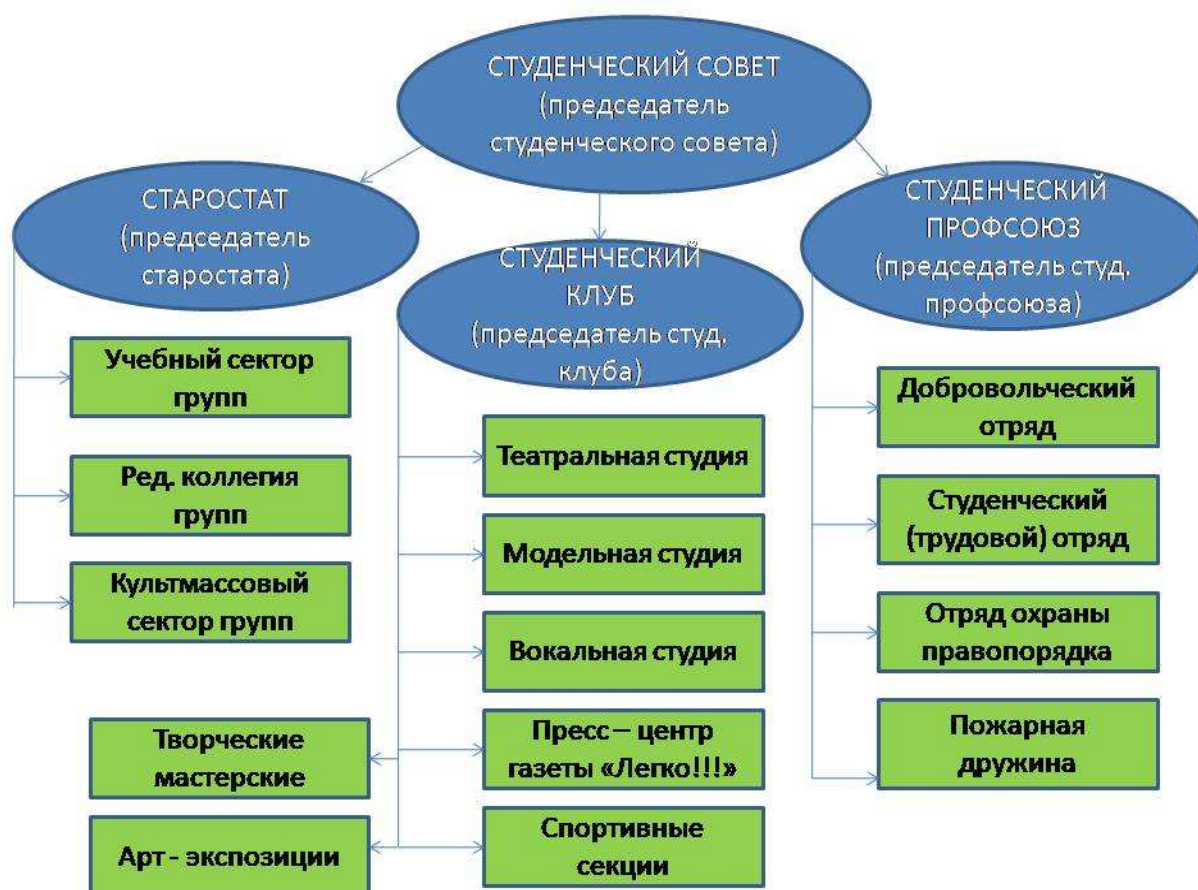 СТУДЕНЧЕСКИЙ СОВЕТ
(председатель
студенческого совета)
СТАРОСТАТ
(председатель
старостата)
СТУДЕНЧЕСКИЙ
КЛУБ
(председатель студ.
клуба)
СТУДЕНЧЕСКИЙ
ПРОФСОЮЗ
(председатель студ.
профсоюза)
Учебный сектор
групп
Ред. коллегия
групп
Культмассовый
сектор групп
Театральная студия
Модельная студия
Вокальная студия
Пресс – центр
газеты «Легко!!!»
Спортивные
секции
Творческие
мастерские
Арт - экспозиции
Добровольческий
отряд
Студенческий
(трудовой) отряд
Отряд охраны
правопорядка
Пожарная
дружина